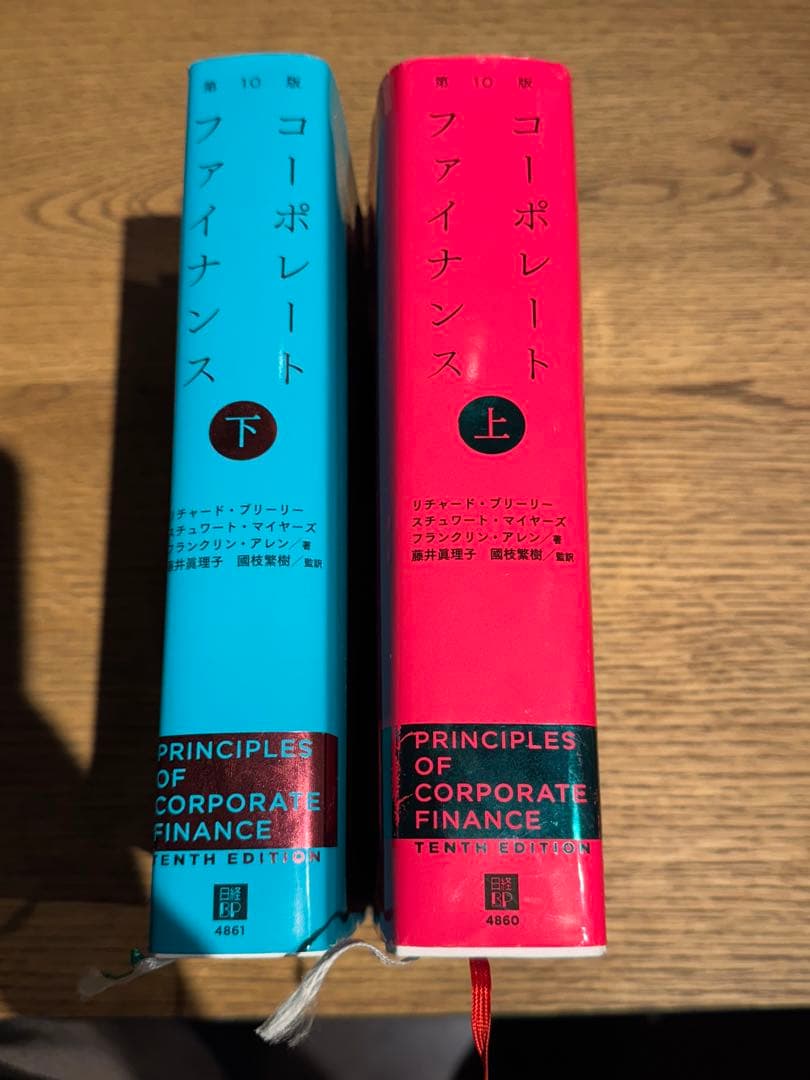 第10版
コーポレート
ファイナンス
下
リチャード・ブリーリー
スチュワート・マイヤーズ
フランクリン・アレン／著
藤井眞理子 國枝繁樹／監訳
PRINCIPLES
OF
CORPORATE
FINANCE
TENTH EDITION
日経
BP
4861
第10版
コーポレート
ファイナンス
上
リチャード・ブリーリー
スチュワート・マイヤーズ
フランクリン・アレン／著
藤井眞理子 國枝繁樹／監訳
PRINCIPLES
OF
CORPORATE
FINANCE
TENTH EDITION
日経
BP
4860